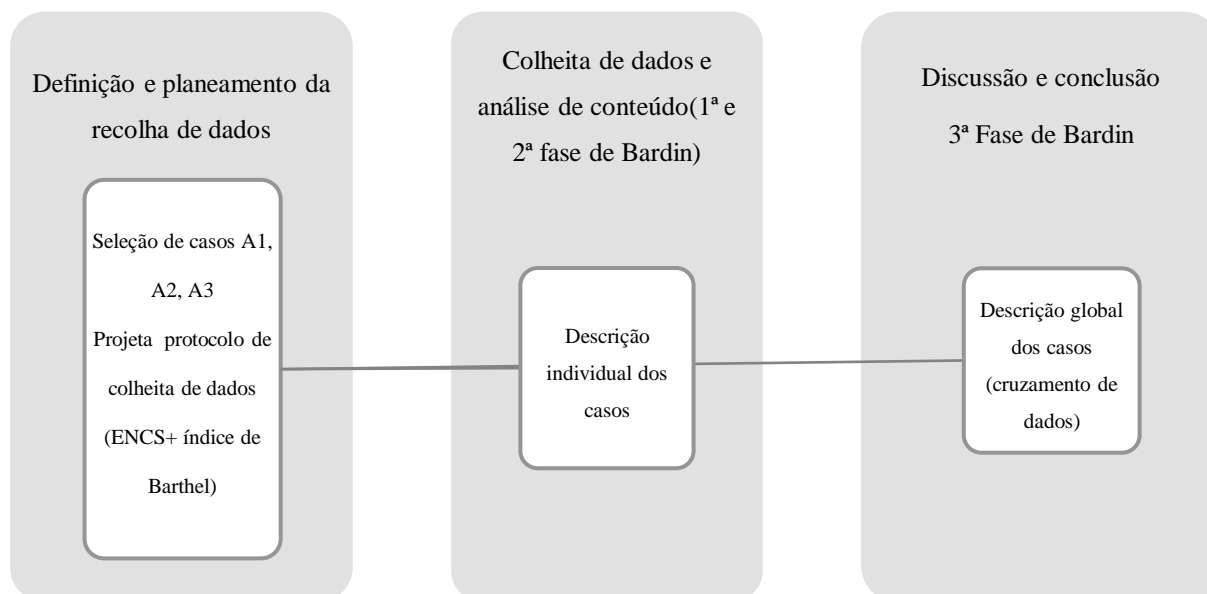 Definição e planeamento da
recolha de dados
Seleção de casos A1,
A2, A3
Projeta protocolo de
colheita de dados
(ENCS+ índice de
Barthel)
Colheita de dados e
análise de conteúdo(1ª e
2ª fase de Bardin)
Descrição
individual dos
casos
Discussão e conclusão
3ª Fase de Bardin
Descrição global
dos casos
(cruzamento de
dados)